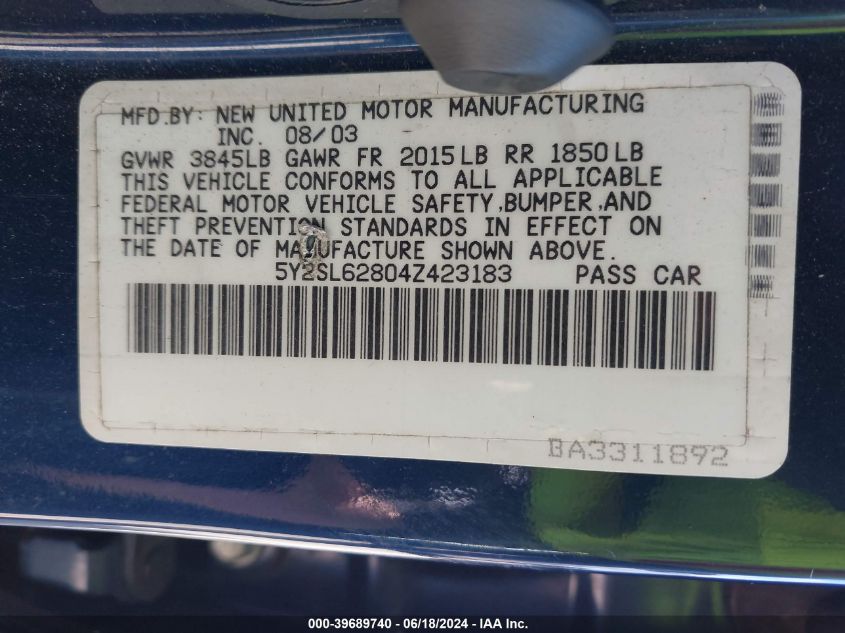 MFD.BY: NEW UNITED MOTOR MANUFACTURING
INC. 08/03
GVWR 3845LB GAWR FR 2015LB RR 1850LB
THIS VEHICLE CONFORMS TO ALL APPLICABLE
FEDERAL MOTOR VEHICLE SAFETY,BUMPER,AND
THEFT PREVENTION STANDARDS IN EFFECT ON
THE DATE OF MANUFACTURE SHOWN ABOVE.
5Y2SL62804Z423183 PASS CAR
BA3311892
000-39689740 - 06/18/2024 - IAA Inc.